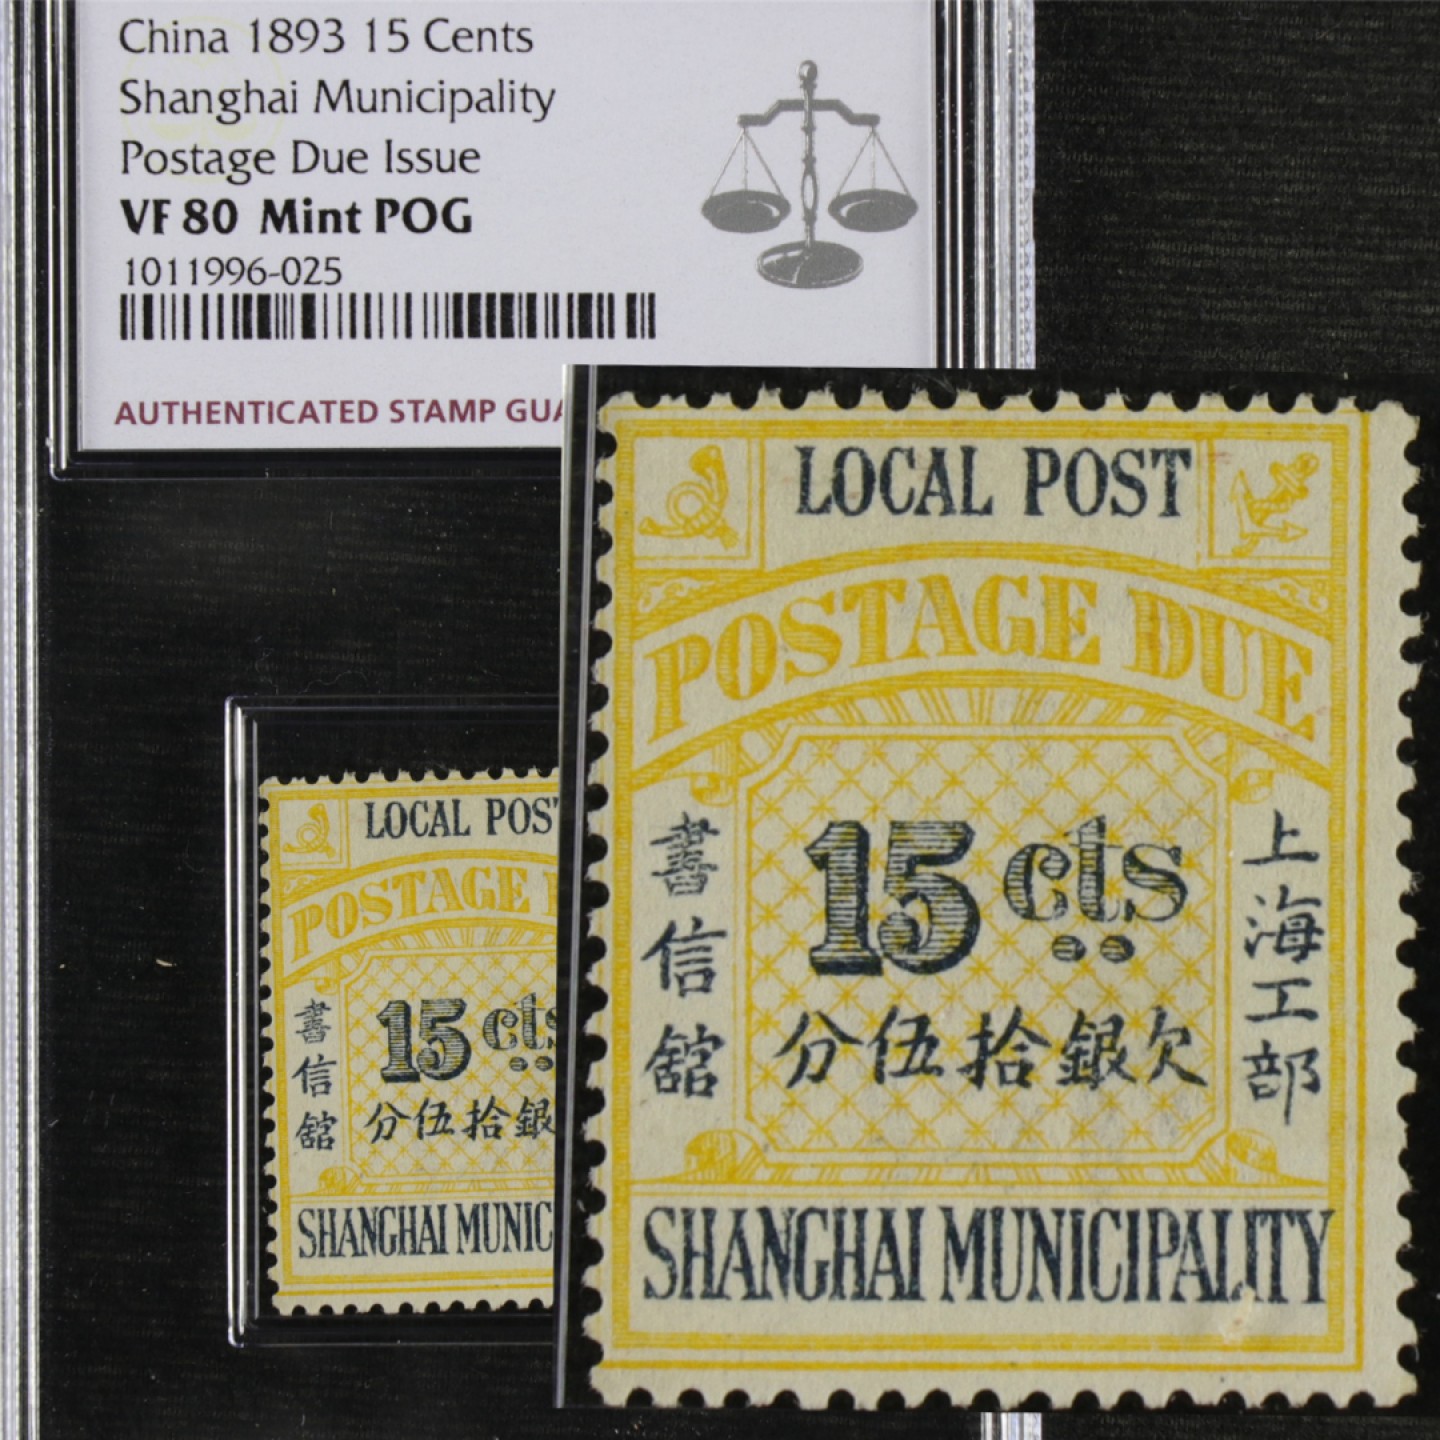 China 1893 15 Cents
Shanghai Municipality
Postage Due Issue
VF 80 Mint POG
1011996-025
AUTHENTICATED STAMP GUA
LOCAL POS
POSTAGE
書信館
15 cts
分伍拾銀
SHANGHAI MUNIC
LOCAL POST
POSTAGE DUE
書信館
15 cts
分伍拾銀欠
上海工部
SHANGHAI MUNICIPALITY